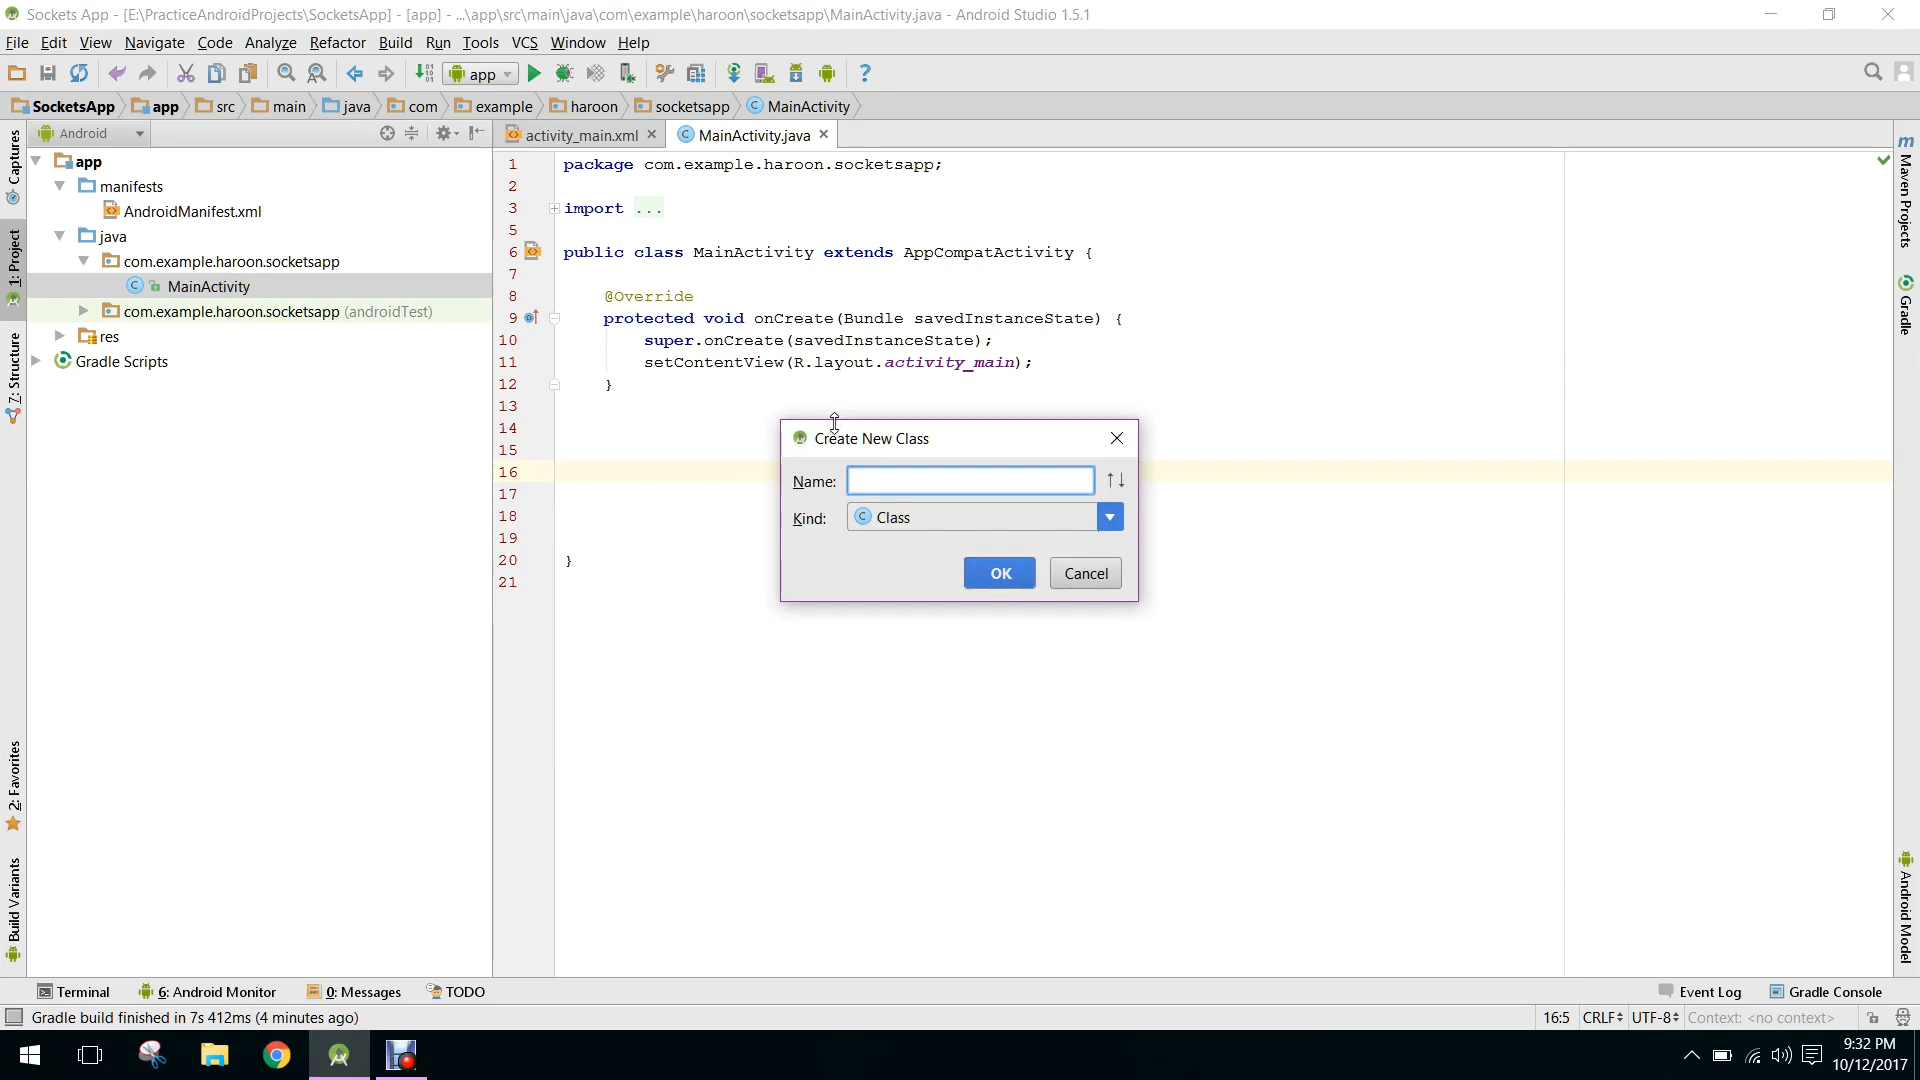 Sockets App - [E:\PracticeAndroidProjects\SocketsApp] - [app] - ...\app\src\main\java\com\example\haroon\socketsapp\MainActivity.java - Android Studio 1.5.1
File Edit View Navigate Code Analyze Refactor Build Run Tools VCS Window Help
app
SocketsApp app src main java com example haroon socketsapp MainActivity
Android
activity_main.xml
MainActivity.java
Captures
1: Project
7: Structure
2: Favorites
Build Variants
app
manifests
AndroidManifest.xml
java
com.example.haroon.socketsapp
MainActivity
com.example.haroon.socketsapp (androidTest)
res
Gradle Scripts
1 package com.example.haroon.socketsapp;
2
3 import ...
5
6 public class MainActivity extends AppCompatActivity {
7
8 @Override
9 protected void onCreate(Bundle savedInstanceState) {
10 super.onCreate(savedInstanceState);
11 setContentView(R.layout.activity_main);
12 }
13
14
15
16
17
18
19
20 }
21
Create New Class
Name:
Kind: Class
OK Cancel
Maven Projects
Gradle
Android Model
Terminal 6: Android Monitor 0: Messages TODO Event Log Gradle Console
Gradle build finished in 7s 412ms (4 minutes ago) 16:5 CRLF UTF-8 Context: <no context>
9:32 PM
10/12/2017